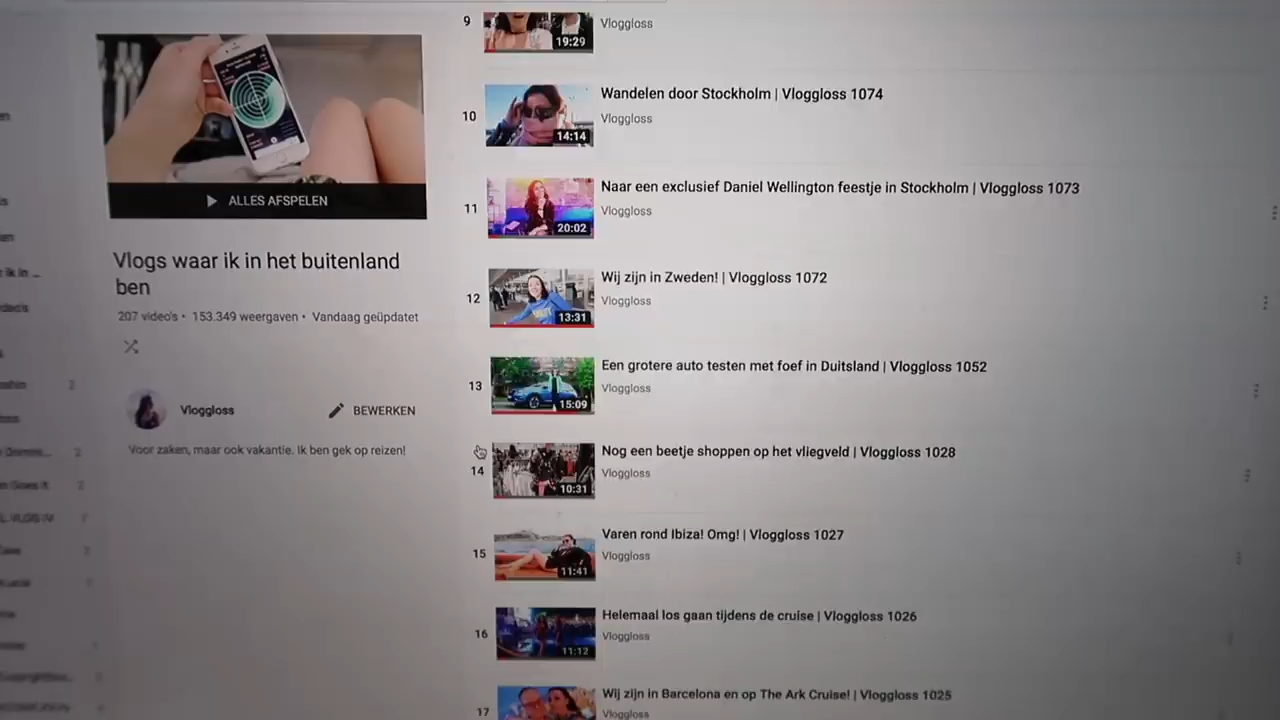 9
19:29
Vloggloss
10
14:14
Wandelen door Stockholm | Vloggloss 1074
Vloggloss
11
20:02
Naar een exclusief Daniel Wellington feestje in Stockholm | Vloggloss 1073
Vloggloss
12
13:31
Wij zijn in Zweden! | Vloggloss 1072
Vloggloss
13
15:09
Een grotere auto testen met foef in Duitsland | Vloggloss 1052
Vloggloss
14
10:31
Nog een beetje shoppen op het vliegveld | Vloggloss 1028
Vloggloss
15
11:41
Varen rond Ibiza! Omg! | Vloggloss 1027
Vloggloss
16
11:12
Helemaal los gaan tijdens de cruise | Vloggloss 1026
Vloggloss
17
Wij zijn in Barcelona en op The Ark Cruise! | Vloggloss 1025
Vloggloss
ALLES AFSPELEN
Vlogs waar ik in het buitenland
ben
207 video's • 153.349 weergaven • Vandaag geüpdatet
Vloggloss
BEWERKEN
Voor zaken, maar ook vakantie. Ik ben gek op reizen!